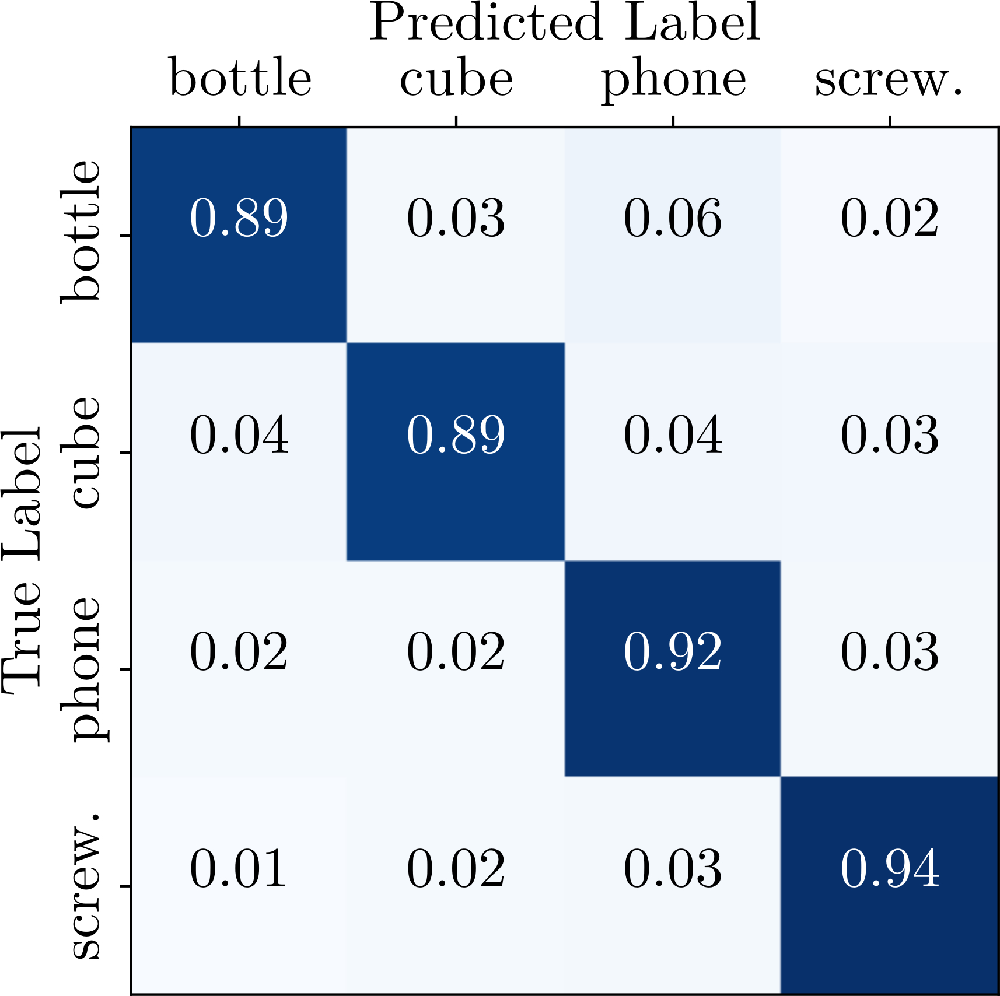 Predicted Label
bottle cube phone screw.
True Label
bottle 0.89 0.03 0.06 0.02
cube 0.04 0.89 0.04 0.03
phone 0.02 0.02 0.92 0.03
screw. 0.01 0.02 0.03 0.94